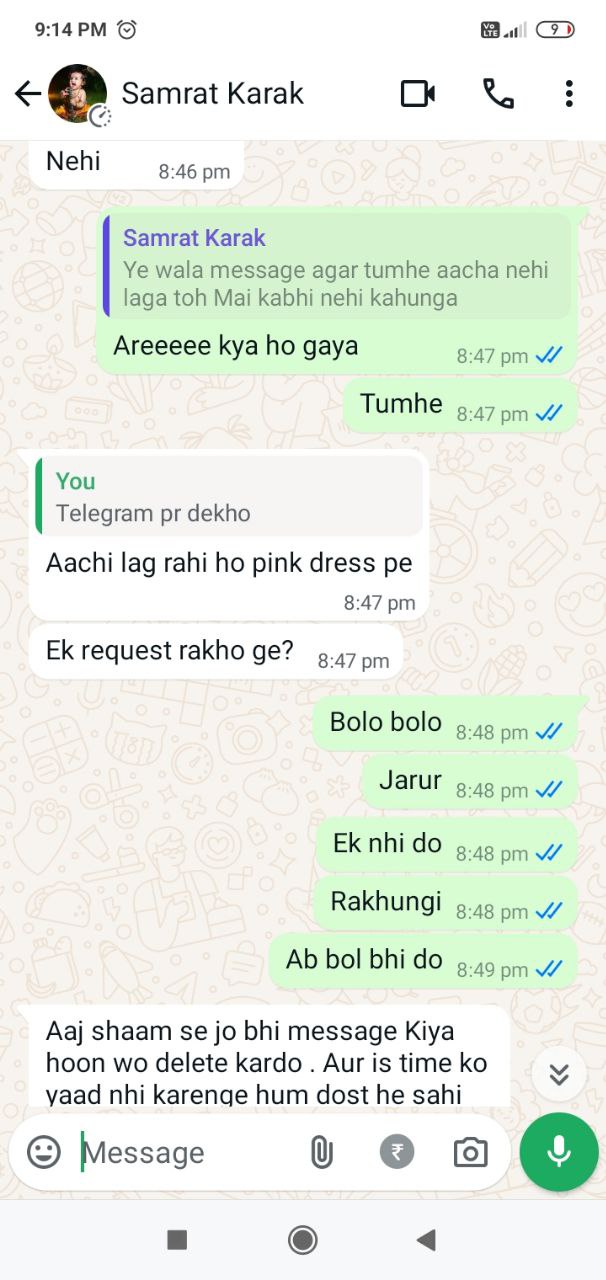 9:14 PM
Vo LTE
9
Samrat Karak
Nehi
8:46 pm
Samrat Karak
Ye wala message agar tumhe aacha nehi
laga toh Mai kabhi nehi kahunga
Areeeee kya ho gaya
8:47 pm
Tumhe
8:47 pm
You
Telegram pr dekho
Aachi lag rahi ho pink dress pe
8:47 pm
Ek request rakho ge?
8:47 pm
Bolo bolo
8:48 pm
Jarur
8:48 pm
Ek nhi do
8:48 pm
Rakhungi
8:48 pm
Ab bol bhi do
8:49 pm
Aaj shaam se jo bhi message Kiya
hoon wo delete kardo . Aur is time ko
yaad nhi karenge hum dost he sahi
Message
₹